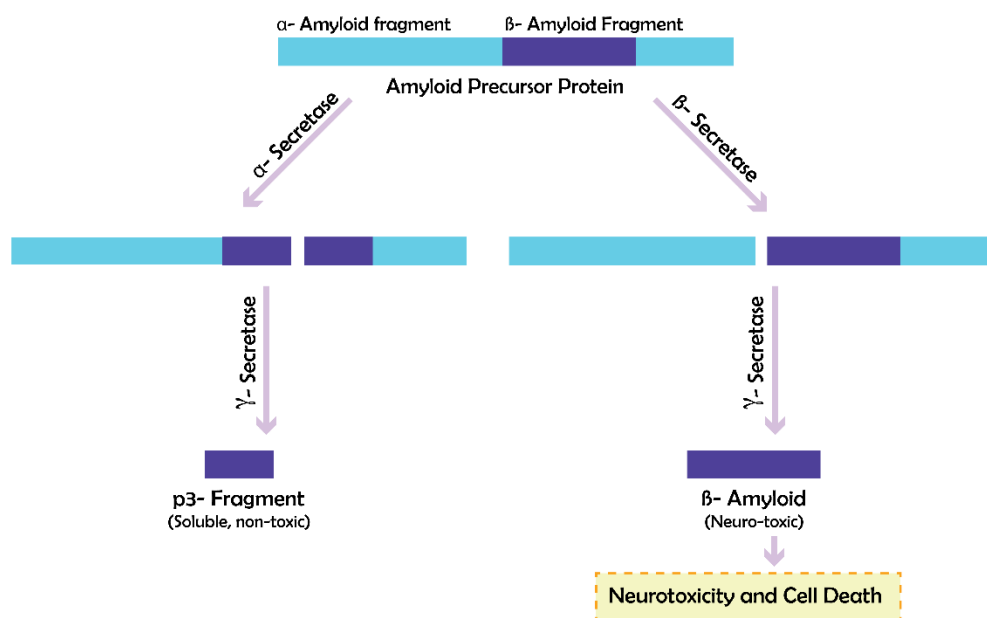 α- Amyloid fragment
ß- Amyloid Fragment
Amyloid Precursor Protein
α- Secretase
ß- Secretase
γ- Secretase
γ- Secretase
p3- Fragment
(Soluble, non-toxic)
ß- Amyloid
(Neuro-toxic)
Neurotoxicity and Cell Death